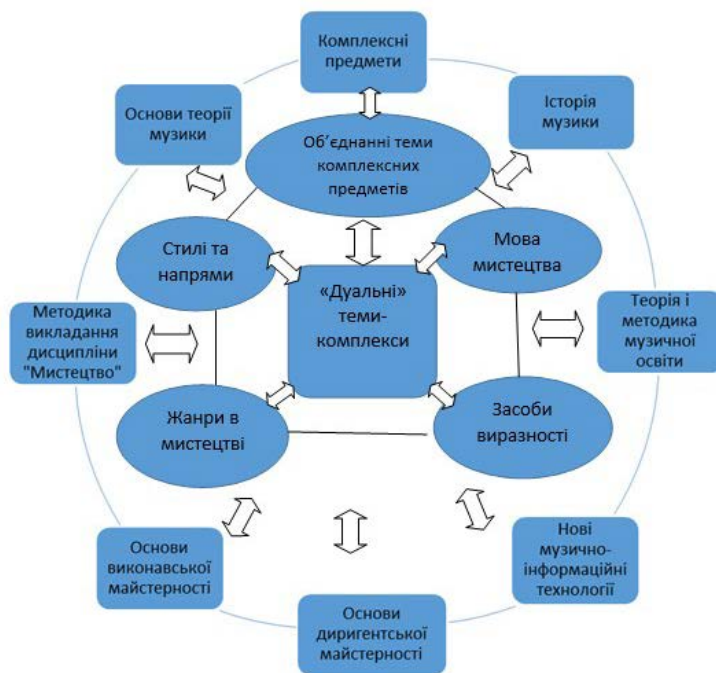 Комплексні
предмети
Основи теорії
музики
Історія
музики
Об’єднанні теми
комплексних
предметів
Стилі та
напрями
Мова
мистецтва
«Дуальні»
теми-
комплекси
Методика
викладання
дисципліни
"Мистецтво"
Теорія і
методика
музичної
освіти
Жанри в
мистецтві
Засоби
виразності
Основи
виконавської
майстерності
Нові
музично-
інформаційні
технології
Основи
диригентської
майстерності